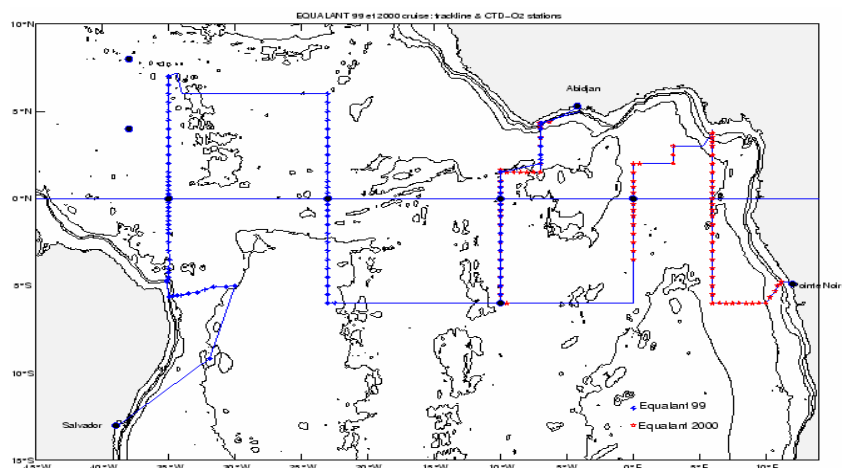 EQUALANT 99 et 2000 cruise: trackline & CTD-O2 stations
10°N
Abidjan
5°N
0°N
5°S
Pointe Noir
10°S
Equalant 99
Equalant 2000
Salvador
15°S